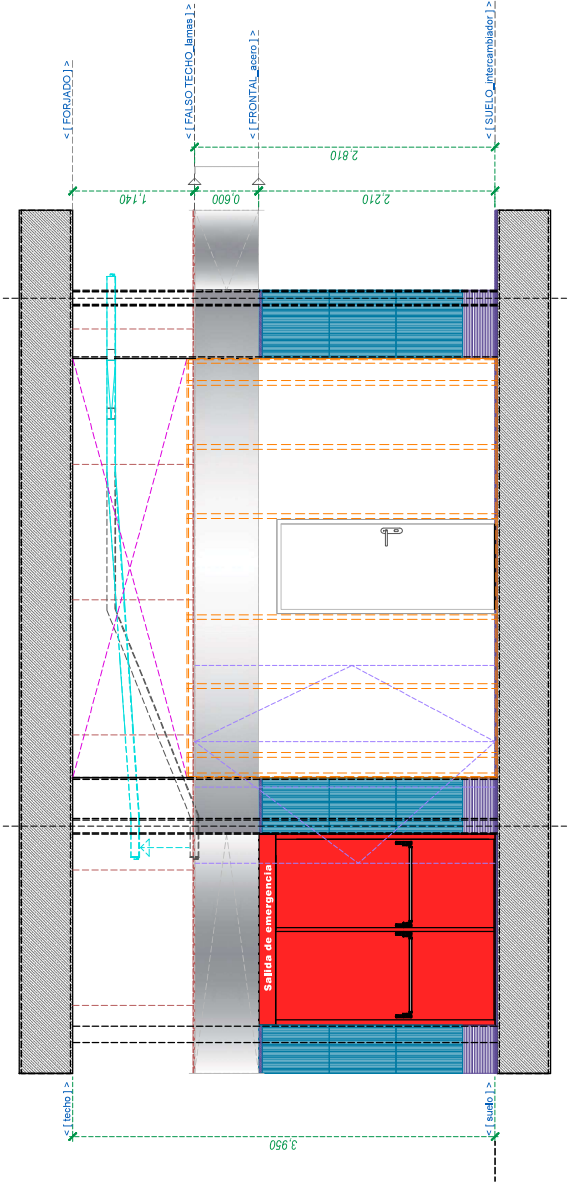 < [ FORJADO ] >
< [ FALSO TECHO_lamas] >
< [ FRONTAL_acero] >
< [ SUELO_intercambiador] >
2,810
1,140
0,600
2,210
Salida de emergencia
< [ techo] >
< [ suelo ] >
3,950